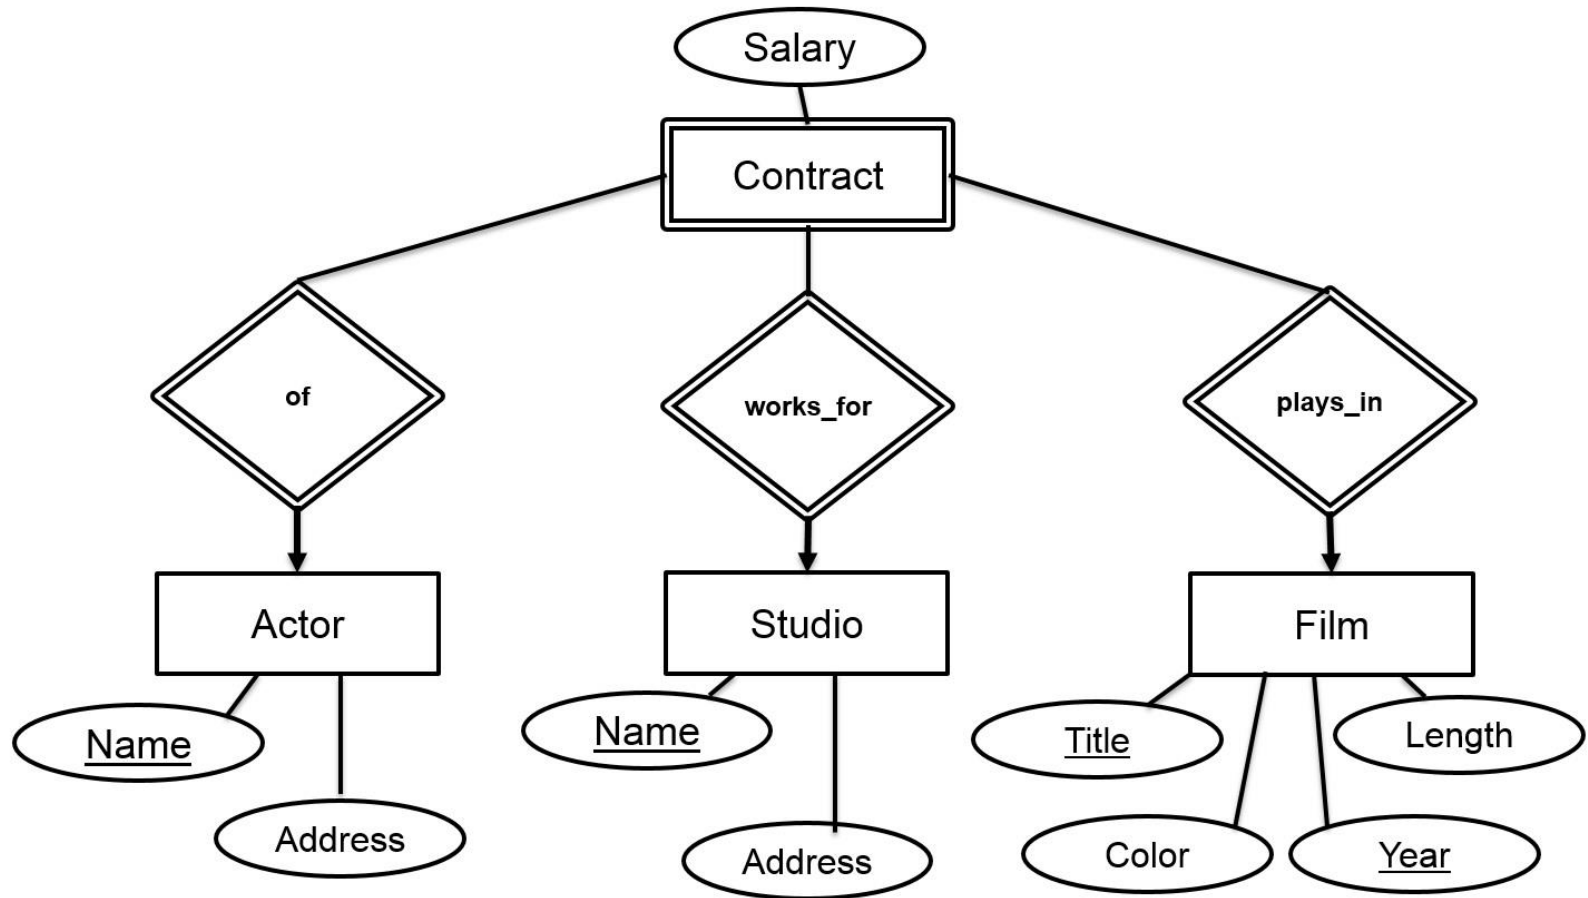 Salary
Contract
of
works_for
plays_in
Actor
Studio
Film
Name
Name
Title
Length
Address
Address
Color
Year